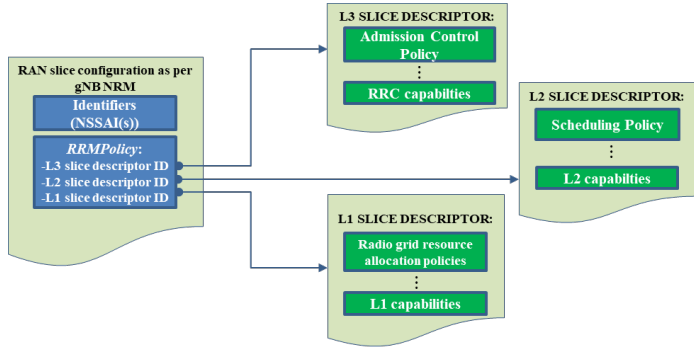 RAN slice configuration as per
gNB NRM
Identifiers
(NSSAI(s))
RRMPolicy:
-L3 slice descriptor ID
-L2 slice descriptor ID
-L1 slice descriptor ID
L3 SLICE DESCRIPTOR:
Admission Control
Policy
RRC capabilties
L2 SLICE DESCRIPTOR:
Scheduling Policy
L2 capabilties
L1 SLICE DESCRIPTOR:
Radio grid resource
allocation policies
L1 capabilities